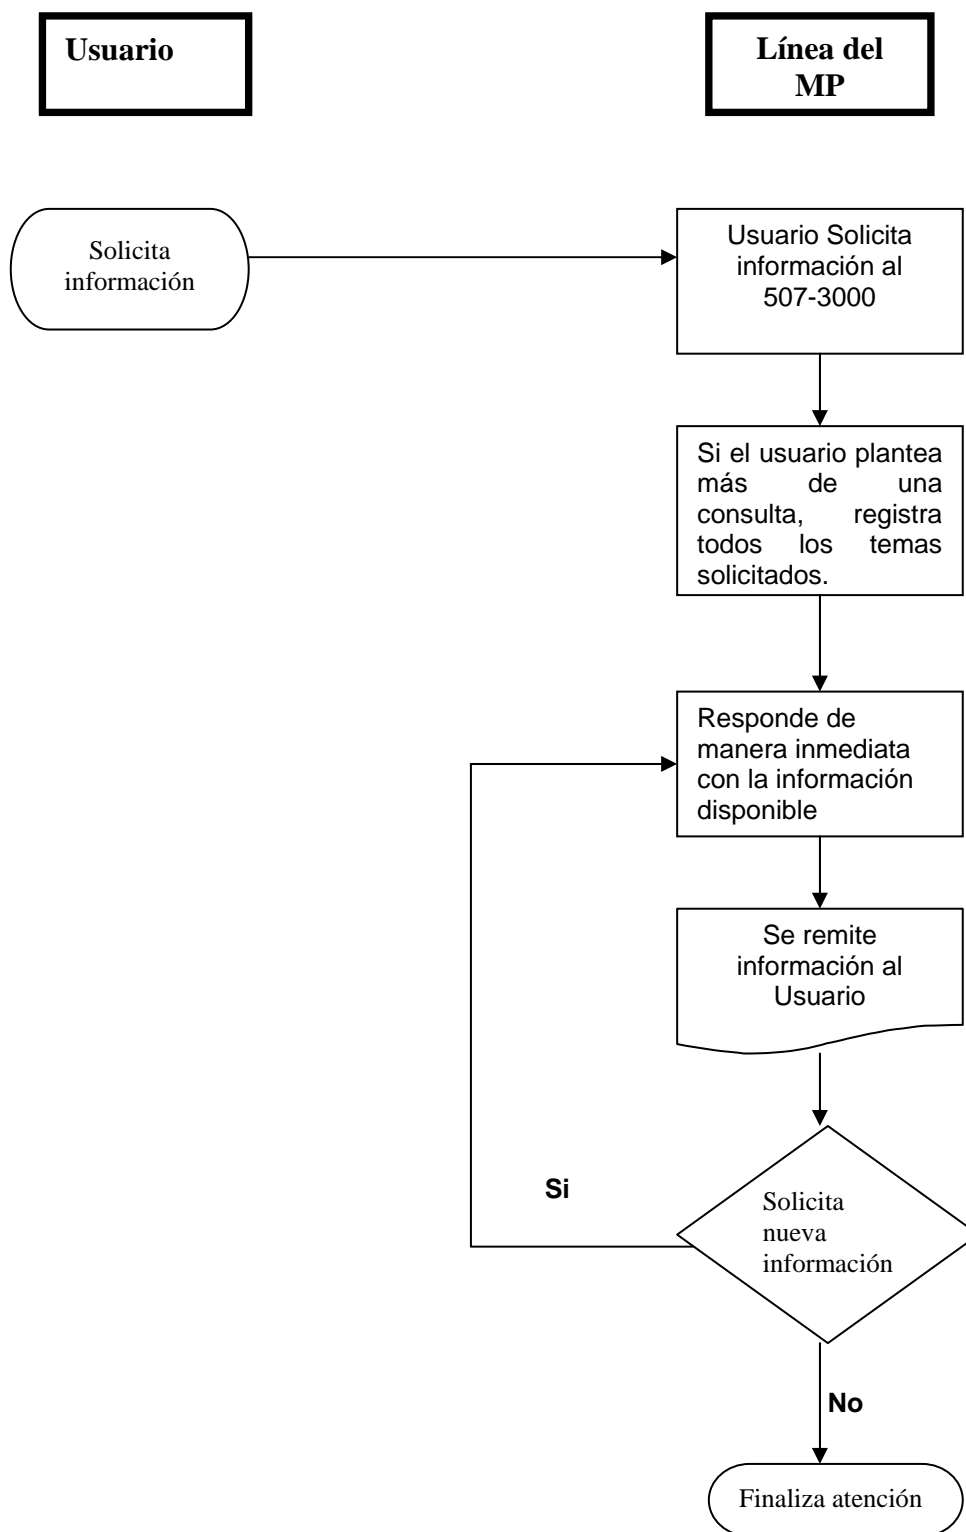 Usuario
Línea del
MP
Solicita
información
Usuario Solicita
información al
507-3000
Si el usuario plantea
más de una
consulta, registra
todos los temas
solicitados.
Responde de
manera inmediata
con la información
disponible
Se remite
información al
Usuario
Si
Solicita
nueva
información
No
Finaliza atención